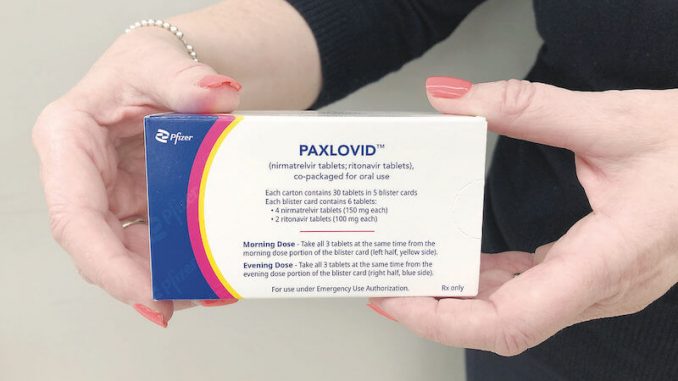 Pfizer
PAXLOVID™
(nirmatrelvir tablets; ritonavir tablets),
co-packaged for oral use
Each carton contains 30 tablets in 5 blister cards
Each blister card contains 6 tablets:
• 4 nirmatrelvir tablets (150 mg each)
• 2 ritonavir tablets (100 mg each)
Morning Dose - Take all 3 tablets at the same time from the
morning dose portion of the blister card (left half, yellow side).
Evening Dose - Take all 3 tablets at the same time from the
evening dose portion of the blister card (right half, blue side).
For use under Emergency Use Authorization. Rx only